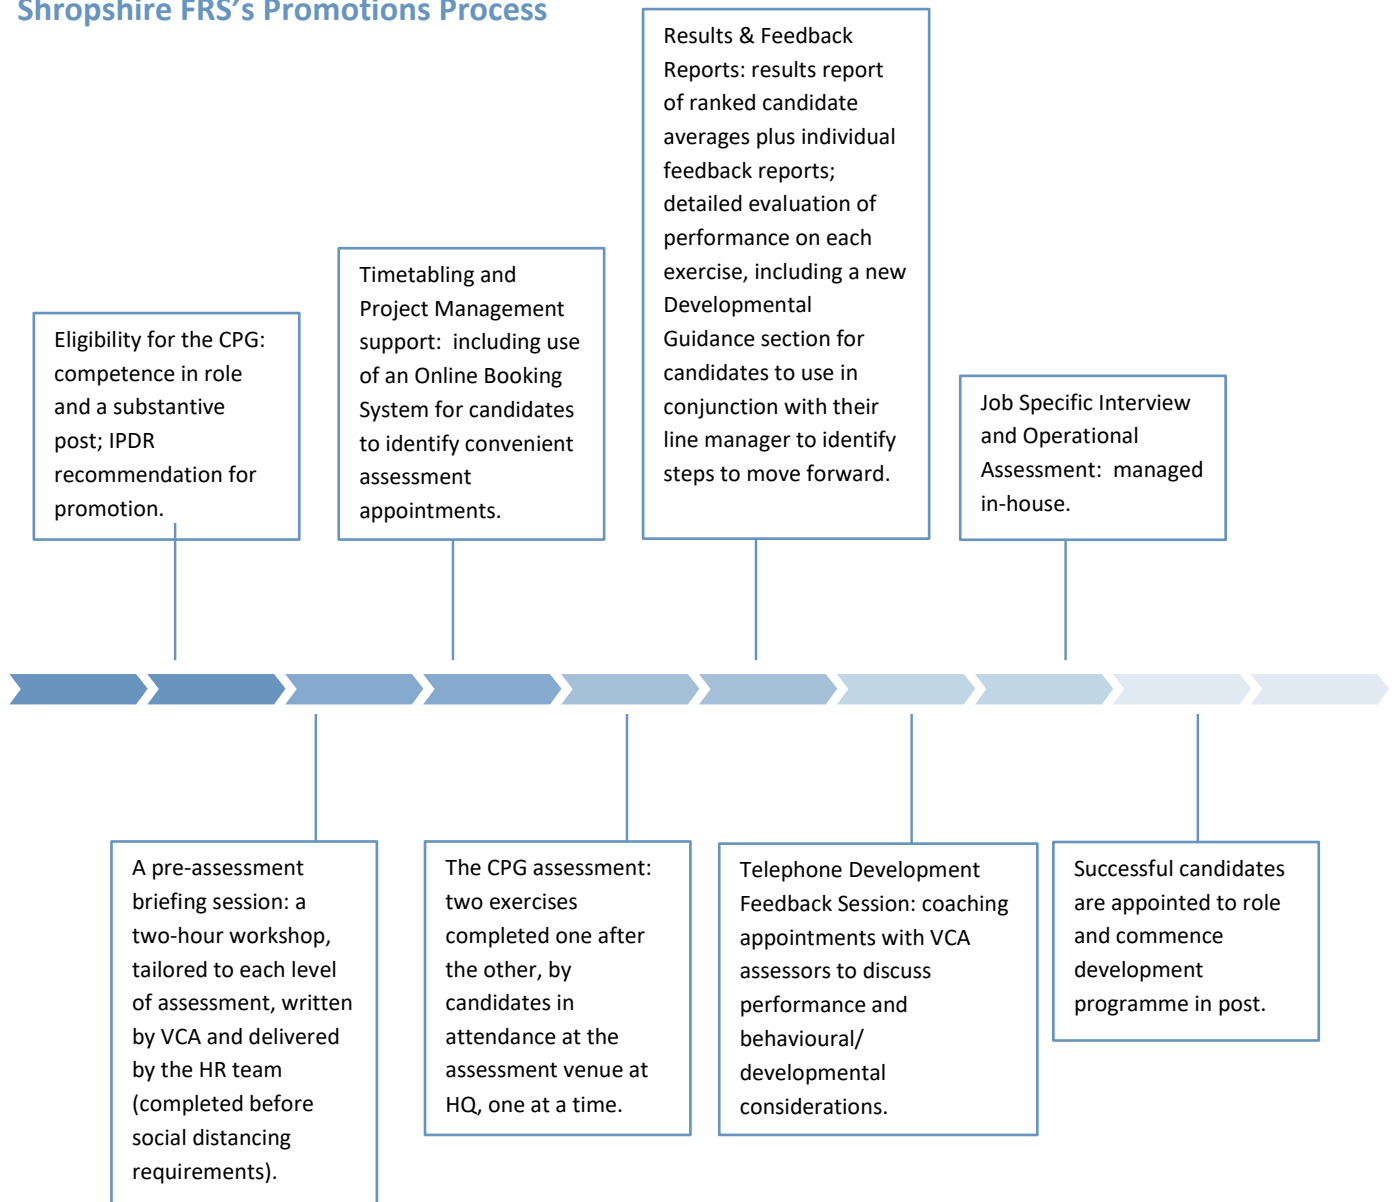 Shropshire FRS's Promotions Process
Eligibility for the CPG:
competence in role
and a substantive
post; IPDR
recommendation for
promotion.
A pre-assessment
briefing session: a
two-hour workshop,
tailored to each level
of assessment, written
by VCA and delivered
by the HR team
(completed before
social distancing
requirements).
Timetabling and
Project Management
support:  including use
of an Online Booking
System for candidates
to identify convenient
assessment
appointments.
The CPG assessment:
two exercises
completed one after
the other, by
candidates in
attendance at the
assessment venue at
HQ, one at a time.
Results & Feedback
Reports: results report
of ranked candidate
averages plus individual
feedback reports;
detailed evaluation of
performance on each
exercise, including a new
Developmental
Guidance section for
candidates to use in
conjunction with their
line manager to identify
steps to move forward.
Telephone Development
Feedback Session: coaching
appointments with VCA
assessors to discuss
performance and
behavioural/
developmental
considerations.
Job Specific Interview
and Operational
Assessment:  managed
in-house.
Successful candidates
are appointed to role
and commence
development
programme in post.